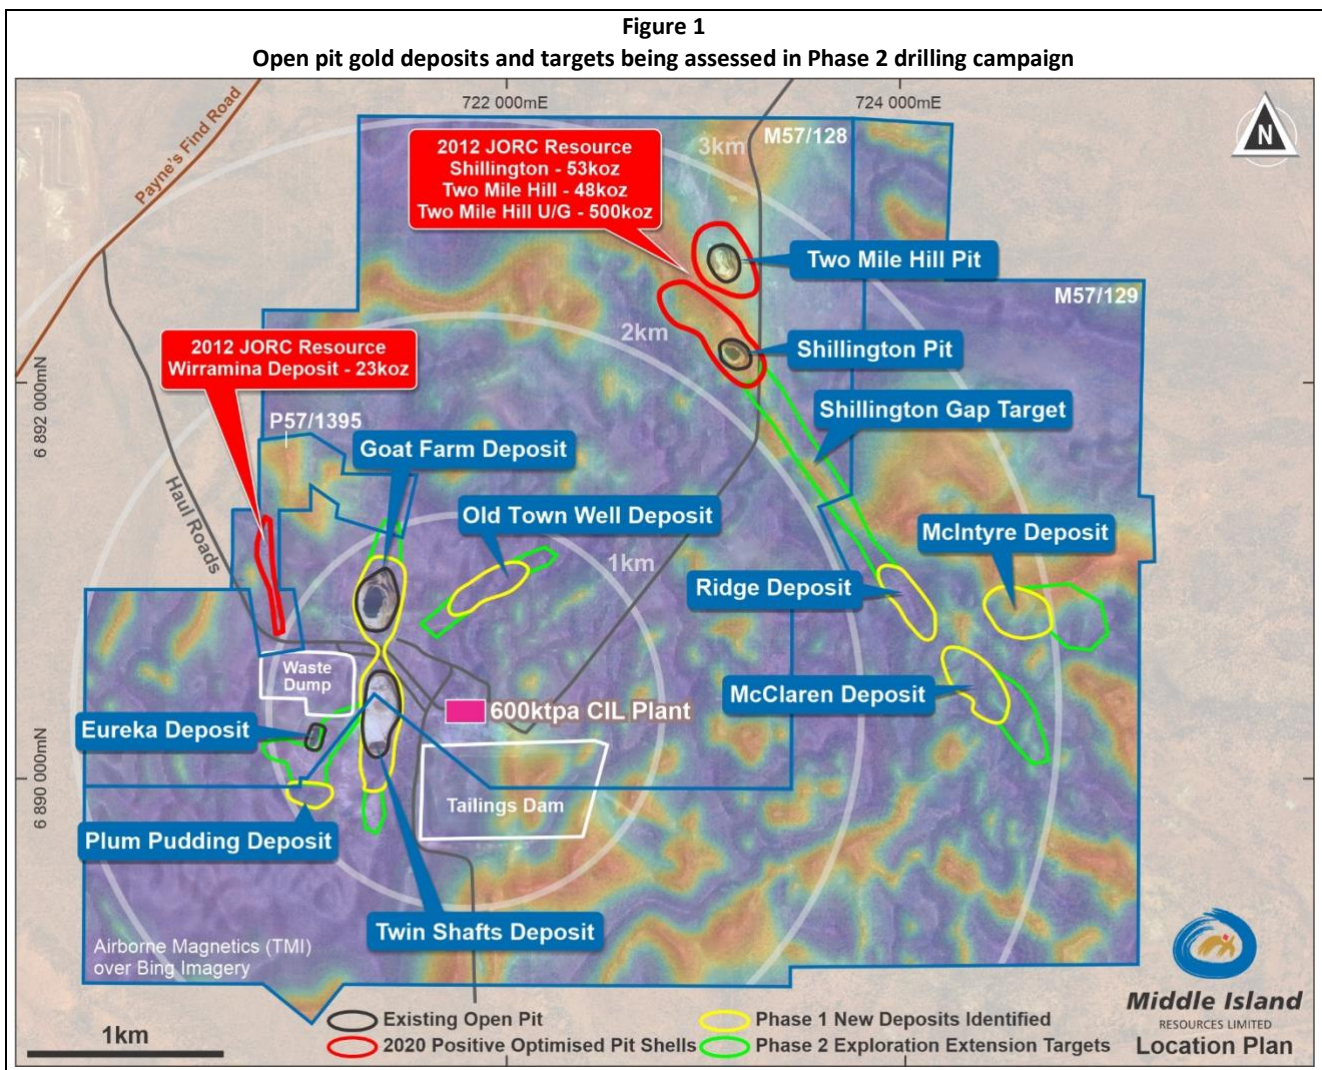 Figure 1
Open pit gold deposits and targets being assessed in Phase 2 drilling campaign
722 000mE
724 000mE
Payne's Find Road
2012 JORC Resource
Shillington - 53koz
Two Mile Hill - 48koz
Two Mile Hill U/G - 500koz
3km
M57/128
N
Two Mile Hill Pit
M57/129
2km
2012 JORC Resource
Wirramina Deposit - 23koz
Shillington Pit
6 892 000mN
Shillington Gap Target
P57/1395
Goat Farm Deposit
Haul Roads
Old Town Well Deposit
McIntyre Deposit
1km
Ridge Deposit
Waste
Dump
McClaren Deposit
600ktpa CIL Plant
Eureka Deposit
6 890 000mN
Tailings Dam
Plum Pudding Deposit
Twin Shafts Deposit
Airborne Magnetics (TMI)
over Bing Imagery
Middle Island
RESOURCES LIMITED
Location Plan
1km
Existing Open Pit
2020 Positive Optimised Pit Shells
Phase 1 New Deposits Identified
Phase 2 Exploration Extension Targets